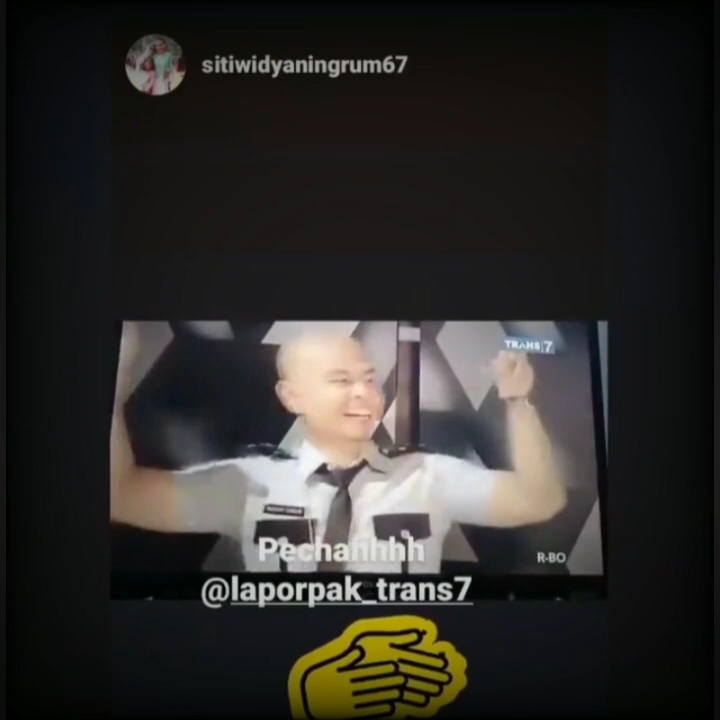 sitiwidyaningrum67
TRANS|7
Pechahhhh
R-BO
@laporpak_trans7